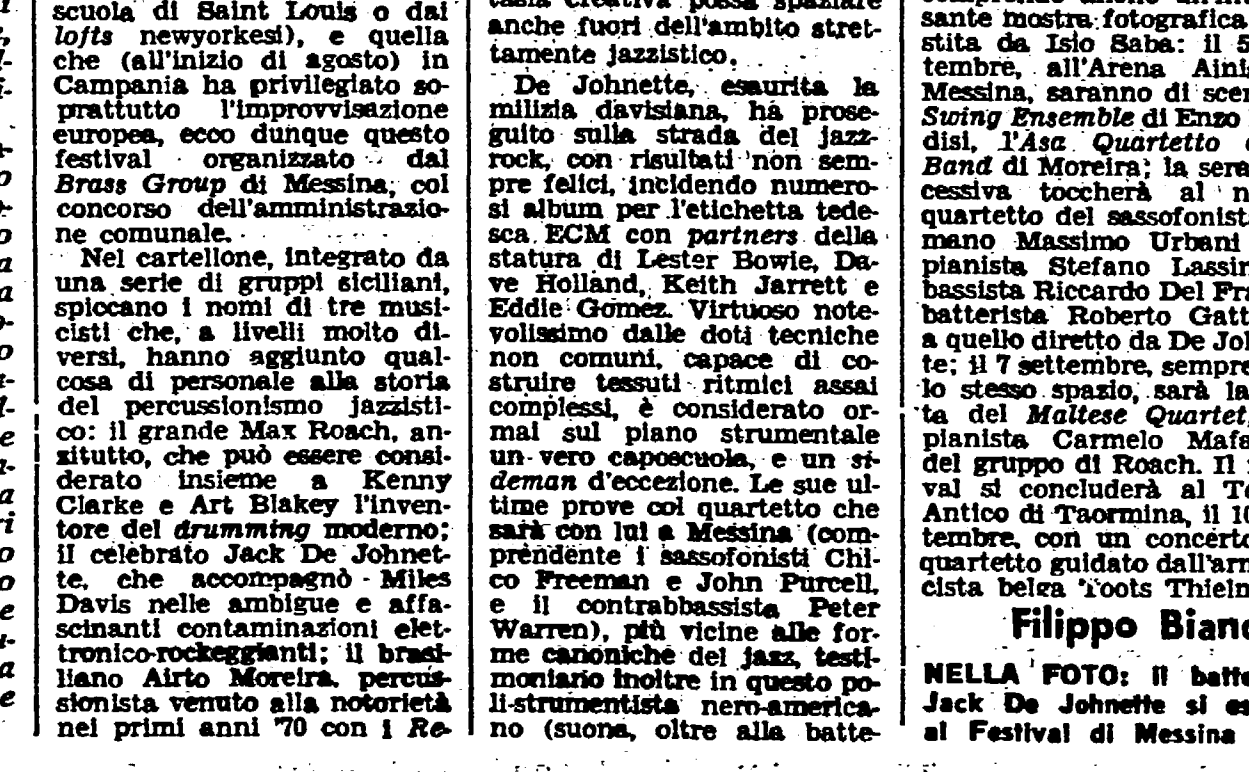 scuola di Saint Louis o dai
lofts newyorkesi), e quella
che (all'inizio di agosto) in
Campania ha privilegiato so-
prattutto l'improvvisazione
europea, ecco dunque questo
festival organizzato dal
Brass Group di Messina, col
concorso dell'amministrazio-
ne comunale.
Nel cartellone, integrato da
una serie di gruppi siciliani,
spiccano i nomi di tre musi-
cisti che, a livelli molto di-
versi, hanno aggiunto qual-
cosa di personale alla storia
del percussionismo jazzisti-
co: il grande Max Roach, an-
zitutto, che può essere consi-
derato insieme a Kenny
Clarke e Art Blakey l'inven-
tore del drumming moderno;
il celebrato Jack De Johnet-
te, che accompagnò Miles
Davis nelle ambigue e affa-
scinanti contaminazioni elet-
tronico-rockeggianti; il brasi-
liano Airto Moreira, percus-
sionista venuto alla notorietà
nei primi anni '70 con i Re-
anche fuori dell'ambito stret-
tamente jazzistico.
De Johnette, esaurita la
milizia davisiana, ha prose-
guito sulla strada del jazz-
rock, con risultati non sem-
pre felici, incidendo numero-
si album per l'etichetta tede-
sca ECM con partners della
statura di Lester Bowie, Da-
ve Holland, Keith Jarrett e
Eddie Gomez. Virtuoso note-
volissimo dalle doti tecniche
non comuni, capace di co-
struire tessuti ritmici assai
complessi, è considerato or-
mai sul piano strumentale
un vero caposcuola, e un si-
deman d'eccezione. Le sue ul-
time prove col quartetto che
sarà con lui a Messina (com-
prendente i sassofonisti Chi-
co Freeman e John Purcell,
e il contrabbassista Peter
Warren), più vicine alle for-
me canoniche del jazz, testi-
moniano inoltre in questo po-
li-strumentista nero-america-
no (suona, oltre alla batte-
sante mostra fotografica
stita da Isio Saba: il 5
tembre, all'Arena Ains
Messina, saranno di scen
Swing Ensemble di Enzo
disi, l'Asa Quartetto
Band di Moreira; la sera
cessiva toccherà al n
quartetto del sassofonist
mano Massimo Urbani
pianista Stefano Lassin
bassista Riccardo Del Fra
batterista Roberto Gatt
a quello diretto da De Joh
te; il 7 settembre, sempre
lo stesso spazio, sarà la
ta del Maltese Quartet,
pianista Carmelo Mafa
del gruppo di Roach. Il
val si concluderà al Te
Antico di Taormina, il 10
tembre, con un concerto
quartetto guidato dall'arm
cista belga Toots Thielm
Filippo Bianc
NELLA FOTO: Il batte
Jack De Johnette si es
al Festival di Messina